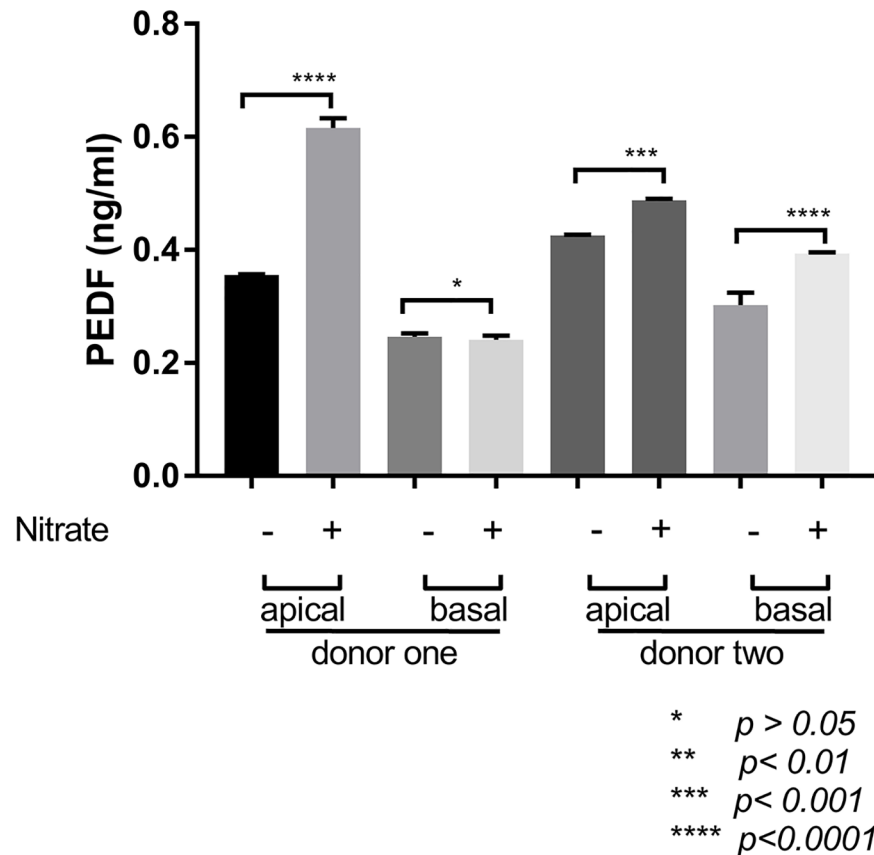 0.8
0.6
0.4
0.2
0.0
PEDF (ng/ml)
**** * *** ****
Nitrate - + - + - + - +
apical basal apical basal
donor one donor two
* p > 0.05
** p< 0.01
*** p< 0.001
**** p<0.0001